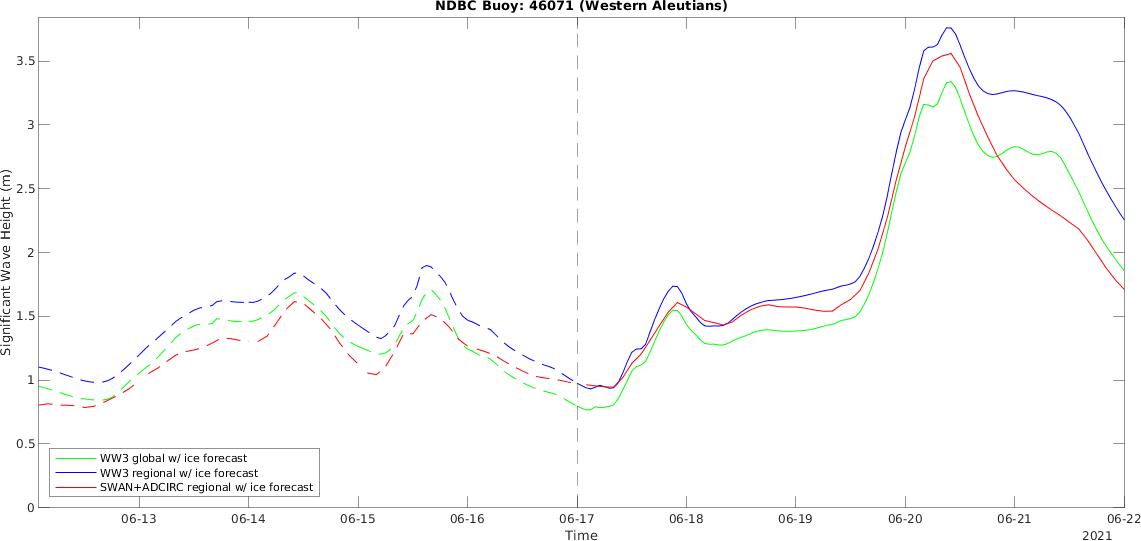 NDBC Buoy: 46071 (Western Aleutians)
Significant Wave Height (m)
3.5
3
2.5
2
1.5
1
0.5
0
WW3 global w/ ice forecast
WW3 regional w/ ice forecast
SWAN+ADCIRC regional w/ ice forecast
06-13 06-14 06-15 06-16 06-17 06-18 06-19 06-20 06-21 06-22
Time
2021